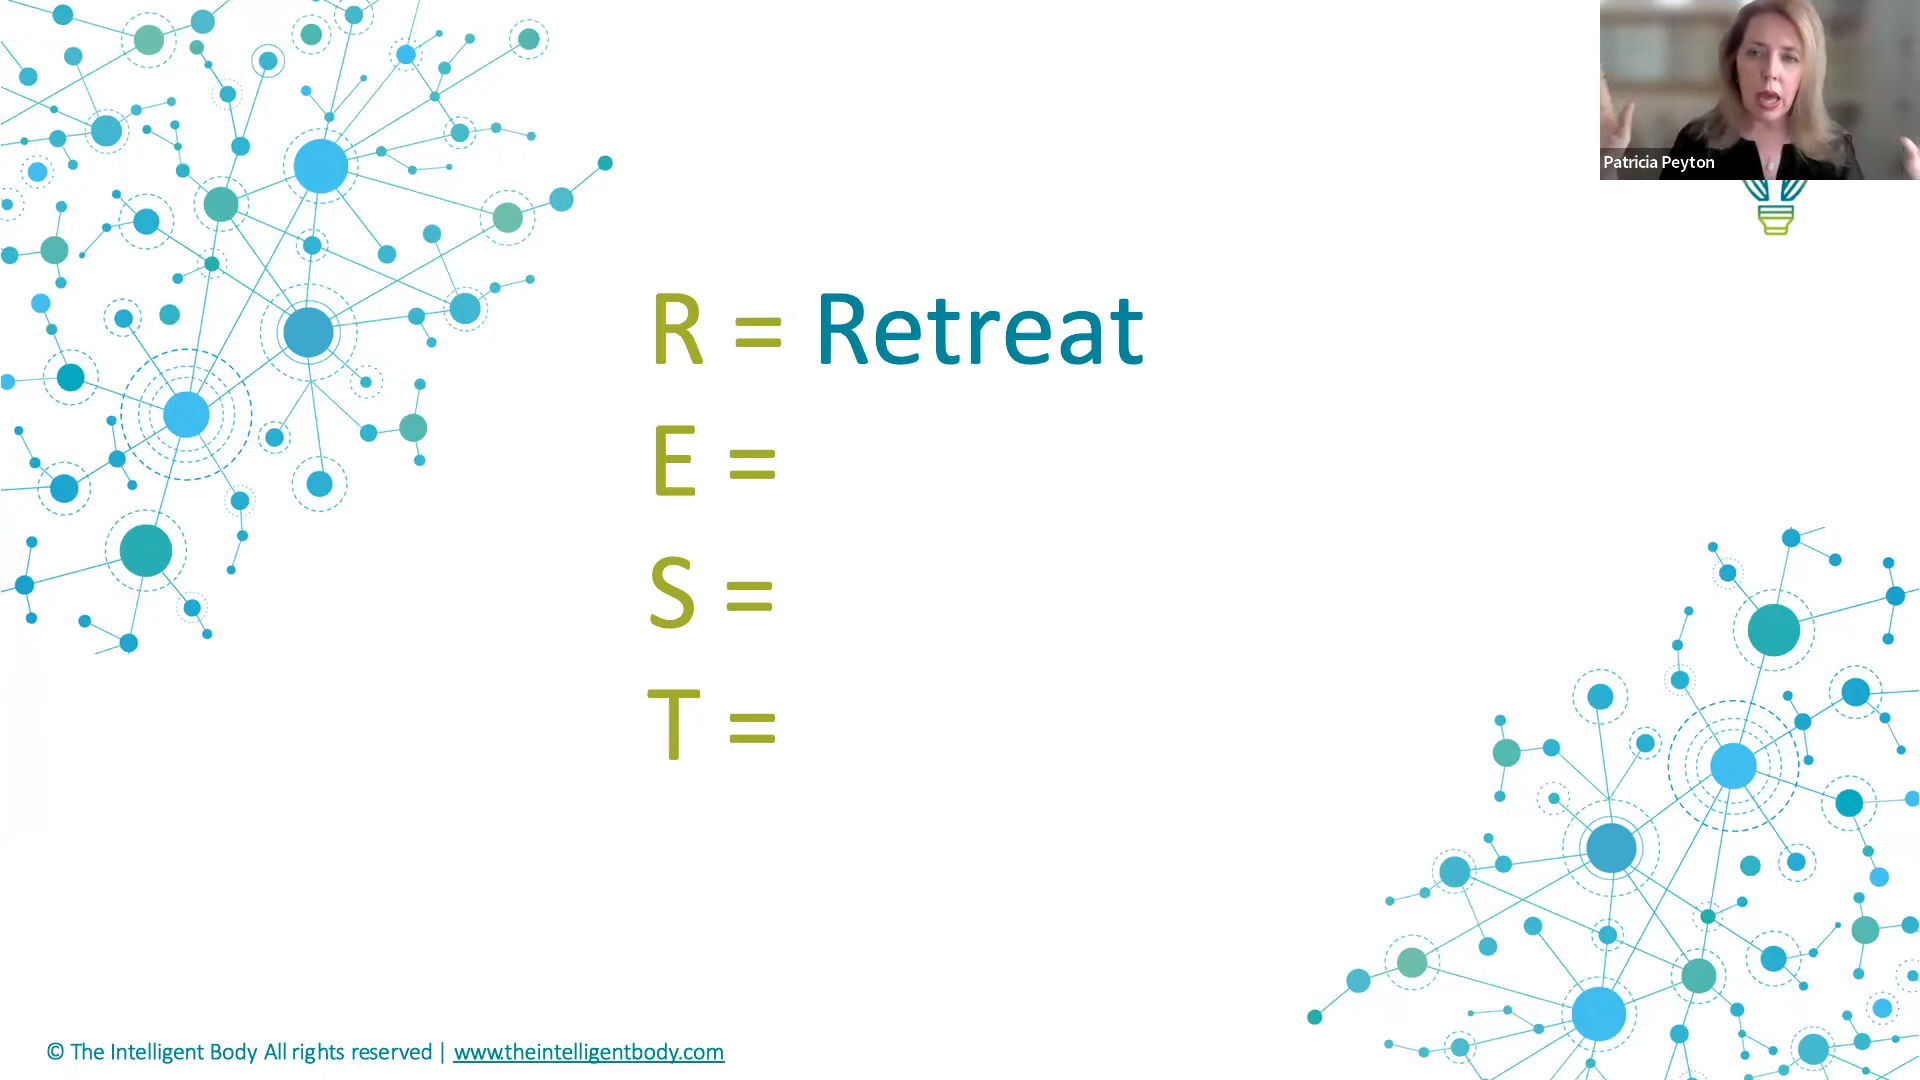 Patricia Peyton
R = Retreat
E =
S =
T =
© The Intelligent Body All rights reserved | www.theintelligentbody.com